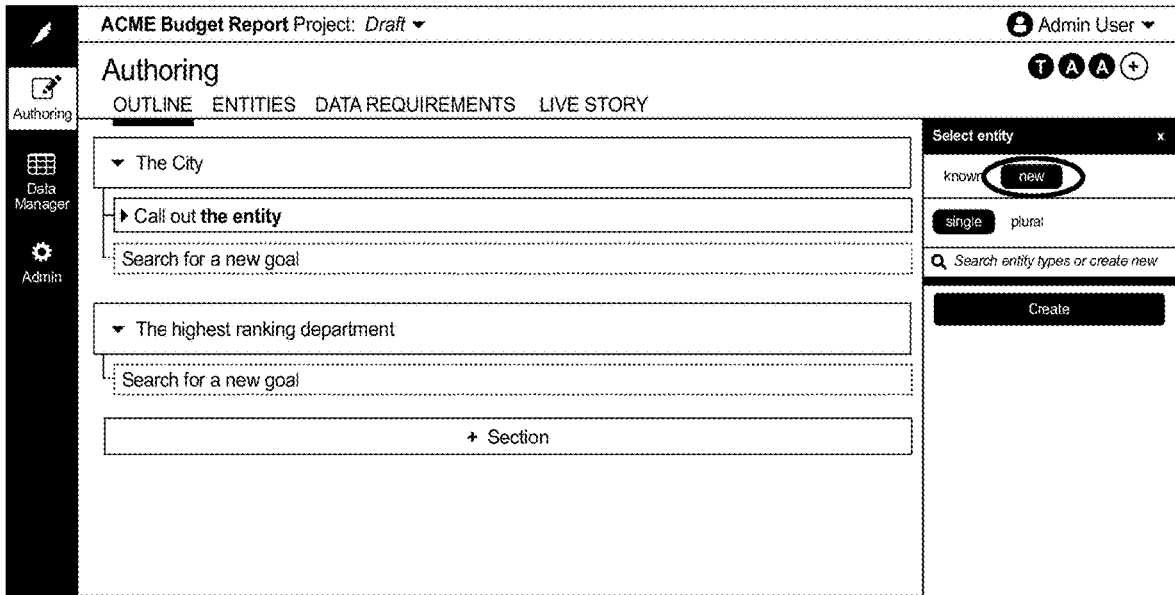 ACME Budget Report Project: Draft
Admin User
Authoring
T A A +
OUTLINE ENTITIES DATA REQUIREMENTS LIVE STORY
Authoring
Data
Manager
Admin
The City
Call out the entity
Search for a new goal
The highest ranking department
Search for a new goal
+ Section
Select entity x
known new
single plural
Search entity types or create new
Create